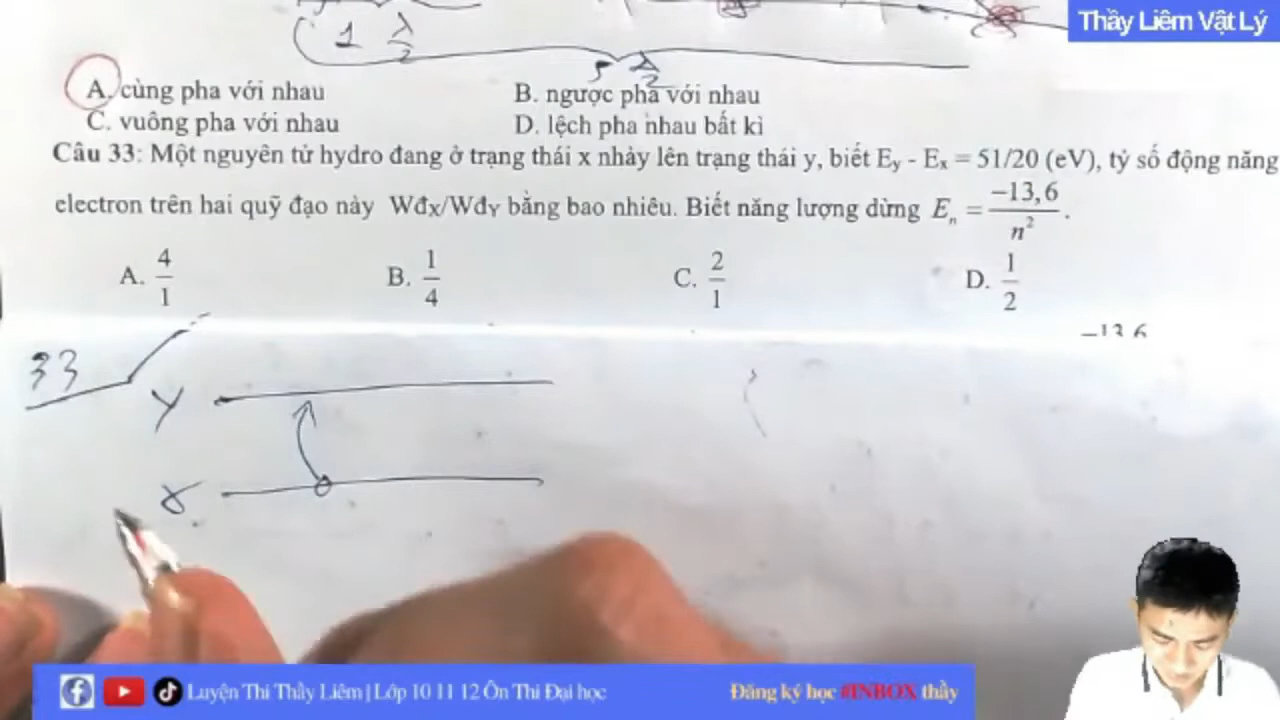 Thầy Liêm Vật Lý
1 λ/2
5 λ/2
A. cùng pha với nhau B. ngược pha với nhau
C. vuông pha với nhau D. lệch pha nhau bất kì
Câu 33: Một nguyên tử hydro đang ở trạng thái x nhảy lên trạng thái y, biết Ey - Ex = 51/20 (eV), tỷ số động năng
electron trên hai quỹ đạo này WđX/WđY bằng bao nhiêu. Biết năng lượng dừng En = -13,6/n².
A. 4/1 B. 1/4 C. 2/1 D. 1/2
33
y
x
Luyện Thi Thầy Liêm | Lớp 10 11 12 Ôn Thi Đại học Đăng ký học #INBOX thầy